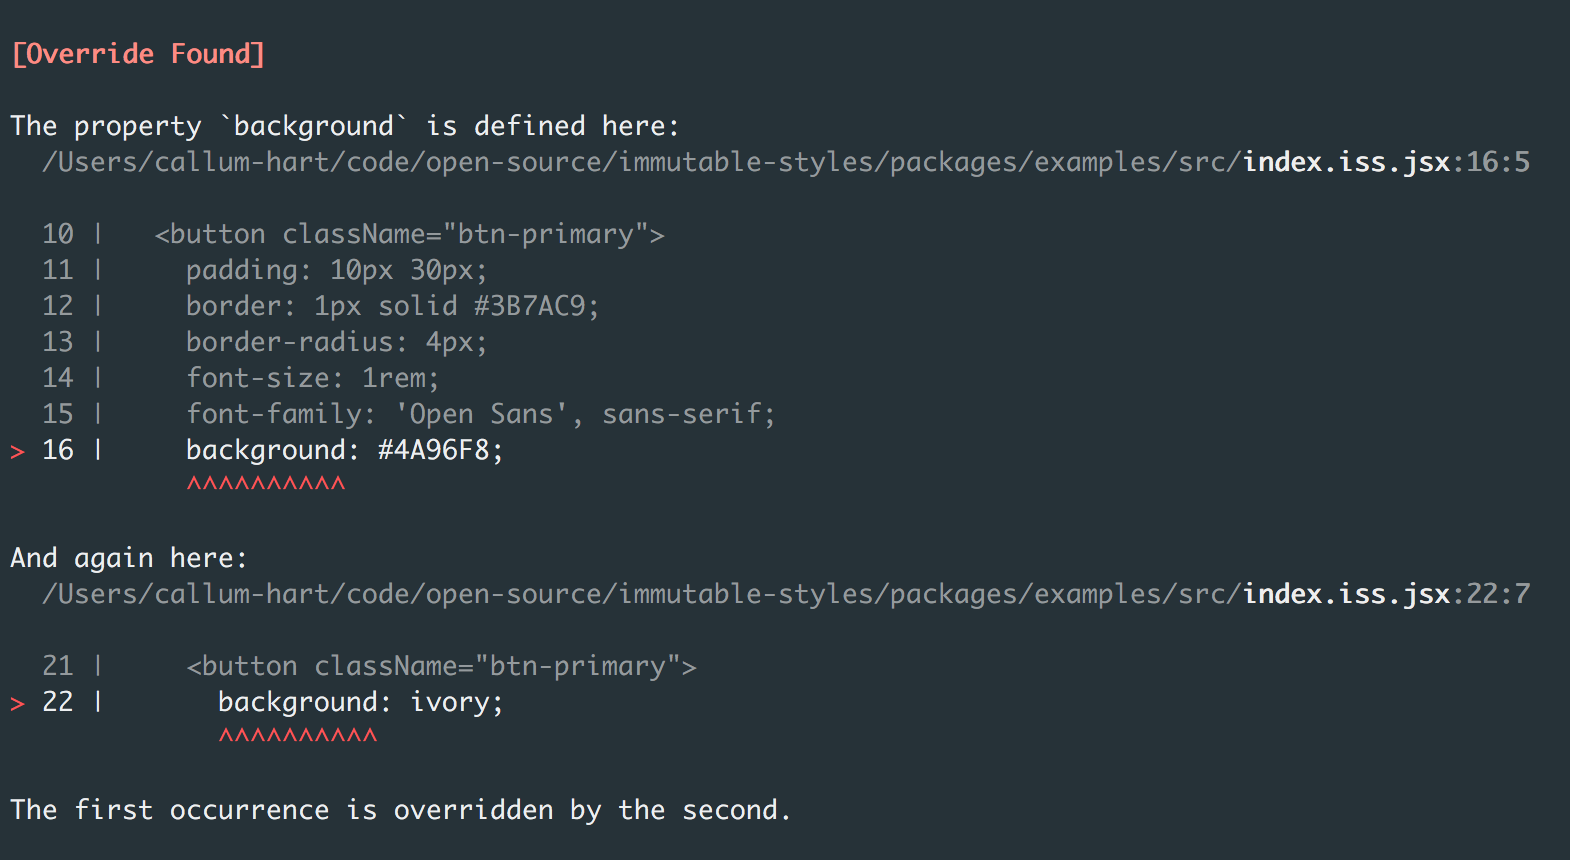 [Override Found]
The property `background` is defined here:
/Users/callum-hart/code/open-source/immutable-styles/packages/examples/src/index.iss.jsx:16:5
10 |   <button className="btn-primary">
11 |     padding: 10px 30px;
12 |     border: 1px solid #3B7AC9;
13 |     border-radius: 4px;
14 |     font-size: 1rem;
15 |     font-family: 'Open Sans', sans-serif;
> 16 |     background: #4A96F8;
^^^^^^^^^^
And again here:
/Users/callum-hart/code/open-source/immutable-styles/packages/examples/src/index.iss.jsx:22:7
21 |     <button className="btn-primary">
> 22 |       background: ivory;
^^^^^^^^^^
The first occurrence is overridden by the second.